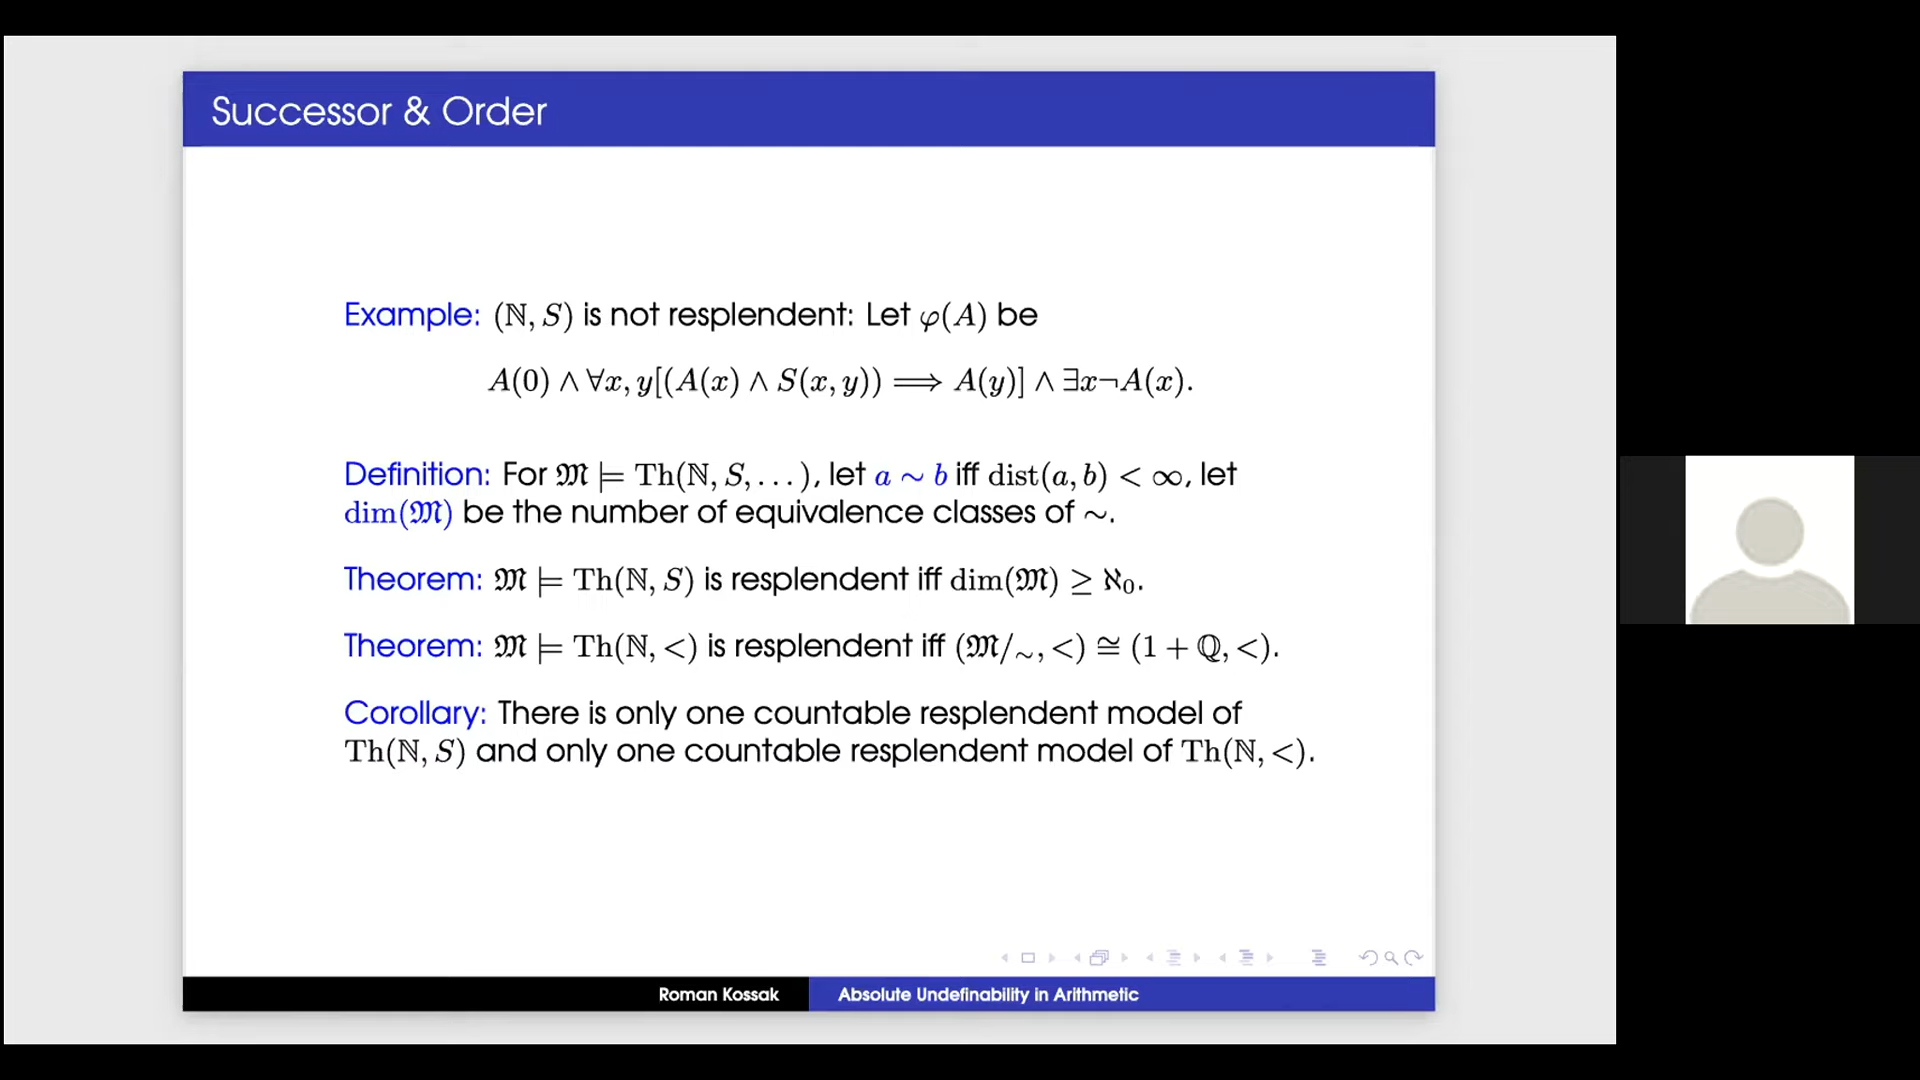 Successor & Order
Example: (ℕ, S) is not resplendent: Let φ(A) be
A(0) ∧ ∀x, y[(A(x) ∧ S(x, y)) ⟹ A(y)] ∧ ∃x¬A(x).
Definition: For 𝔐 ⊨ Th(ℕ, S, . . . ), let a ∼ b iff dist(a, b) < ∞, let
dim(𝔐) be the number of equivalence classes of ∼.
Theorem: 𝔐 ⊨ Th(ℕ, S) is resplendent iff dim(𝔐) ≥ ℵ₀.
Theorem: 𝔐 ⊨ Th(ℕ, <) is resplendent iff (𝔐/∼, <) ≅ (1 + ℚ, <).
Corollary: There is only one countable resplendent model of
Th(ℕ, S) and only one countable resplendent model of Th(ℕ, <).
Roman Kossak
Absolute Undefinability in Arithmetic